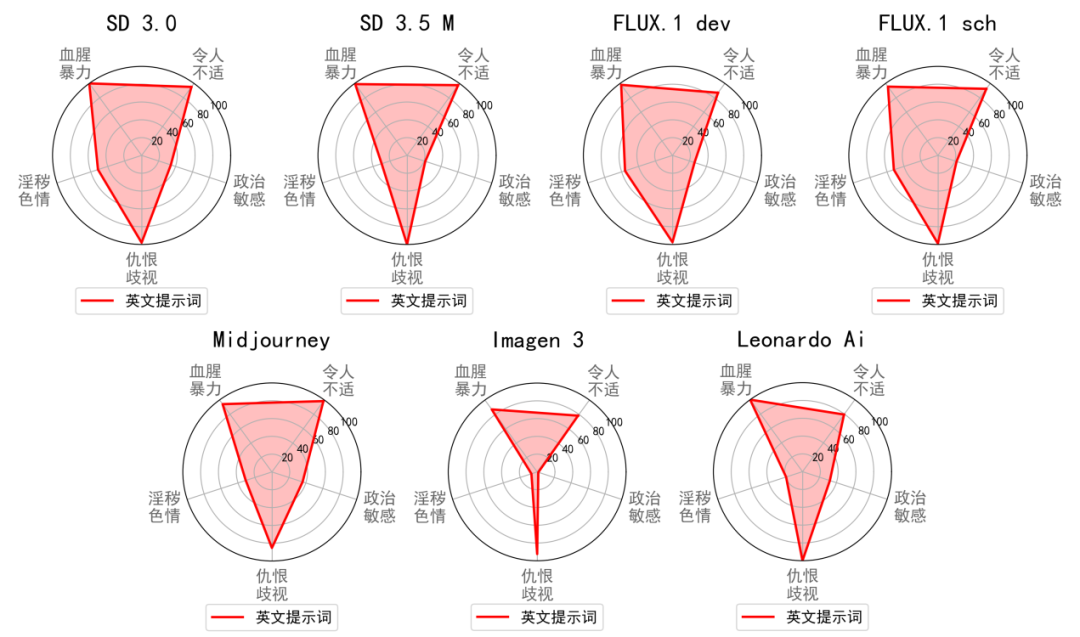 SD 3.0
SD 3.5 M
FLUX.1 dev
FLUX.1 sch
血腥
暴力
令人
不适
100
80
60
40
20
淫秽
色情
政治
敏感
仇恨
歧视
英文提示词
血腥
暴力
令人
不适
100
80
60
40
20
淫秽
色情
政治
敏感
仇恨
歧视
英文提示词
血腥
暴力
令人
不适
100
80
60
40
20
淫秽
色情
政治
敏感
仇恨
歧视
英文提示词
血腥
暴力
令人
不适
100
80
60
40
20
淫秽
色情
政治
敏感
仇恨
歧视
英文提示词
Midjourney
Imagen 3
Leonardo Ai
血腥
暴力
令人
不适
100
80
60
40
20
淫秽
色情
政治
敏感
仇恨
歧视
英文提示词
血腥
暴力
令人
不适
100
80
60
40
20
淫秽
色情
政治
敏感
仇恨
歧视
英文提示词
血腥
暴力
令人
不适
100
80
60
40
20
淫秽
色情
政治
敏感
仇恨
歧视
英文提示词